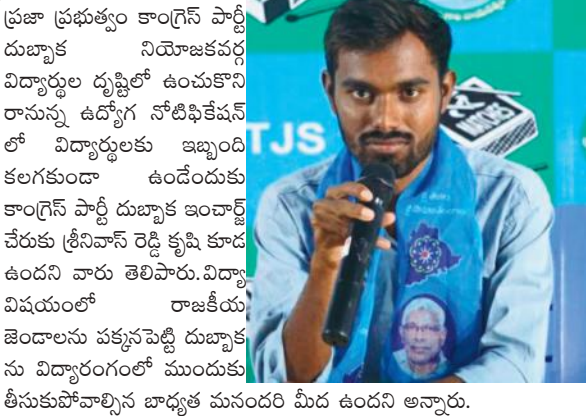 ప్రజా ప్రభుత్వం కాంగ్రెస్ పార్టీ
దుబ్బాక నియోజకవర్గ
విద్యార్థుల దృష్టిలో ఉంచుకొని
రానున్న ఉద్యోగ నోటిఫికేషన్
లో విద్యార్థులకు ఇబ్బంది
కలగకుండా ఉండేందుకు
కాంగ్రెస్ పార్టీ దుబ్బాక ఇంచార్జ్
చేరుకు శ్రీనివాస్ రెడ్డి కృషి కూడ
ఉందని వారు తెలిపారు.విద్యా
విషయంలో రాజకీయ
జెండాలను పక్కనపెట్టి దుబ్బాక
ను విద్యారంగంలో ముందుకు
తీసుకుపోవాల్సిన బాధ్యత మనందరి మీద ఉందని అన్నారు.
TJS